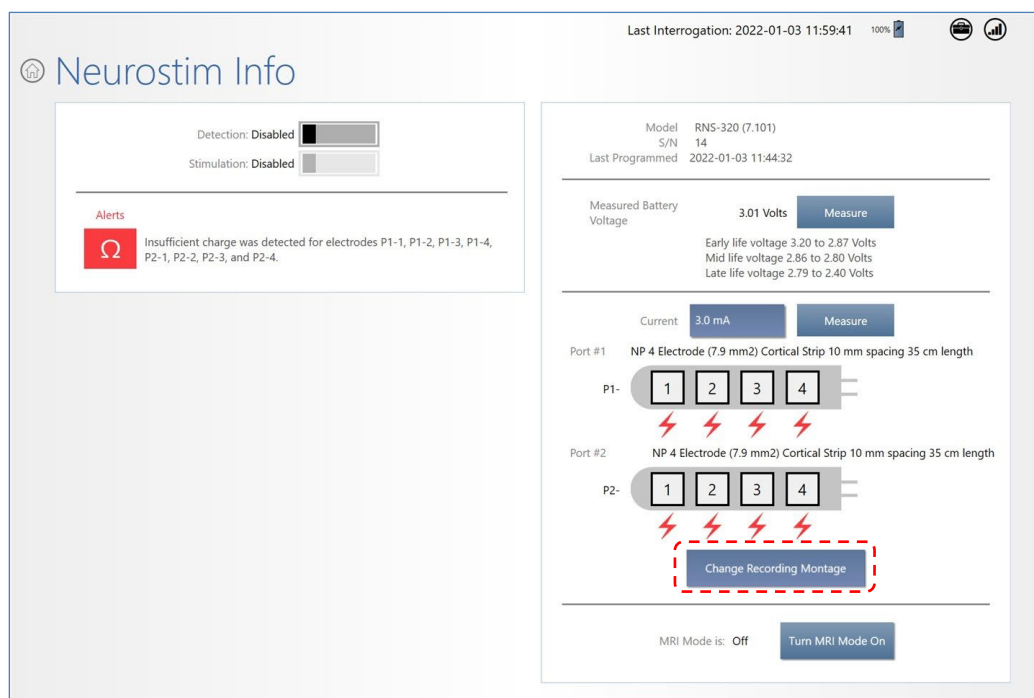 Last Interrogation: 2022-01-03 11:59:41 100%
Neurostim Info
Detection: Disabled
Stimulation: Disabled
Alerts
Ω
Insufficient charge was detected for electrodes P1-1, P1-2, P1-3, P1-4,
P2-1, P2-2, P2-3, and P2-4.
Model RNS-320 (7.101)
S/N 14
Last Programmed 2022-01-03 11:44:32
Measured Battery
Voltage
3.01 Volts Measure
Early life voltage 3.20 to 2.87 Volts
Mid life voltage 2.86 to 2.80 Volts
Late life voltage 2.79 to 2.40 Volts
Current 3.0 mA Measure
Port #1 NP 4 Electrode (7.9 mm2) Cortical Strip 10 mm spacing 35 cm length
P1- 1 2 3 4
Port #2 NP 4 Electrode (7.9 mm2) Cortical Strip 10 mm spacing 35 cm length
P2- 1 2 3 4
Change Recording Montage
MRI Mode is: Off Turn MRI Mode On